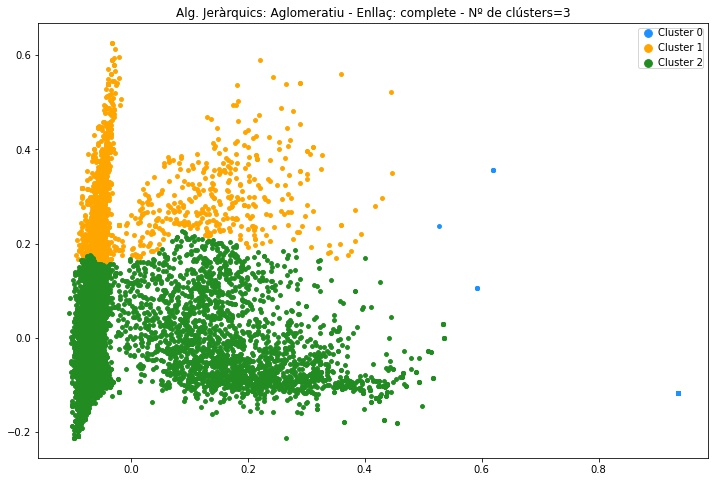 Alg. Jeràrquics: Aglomeratiu - Enllaç: complete - Nº de clústers=3
Cluster 0
Cluster 1
Cluster 2
0.6
0.4
0.2
0.0
−0.2
0.0 0.2 0.4 0.6 0.8